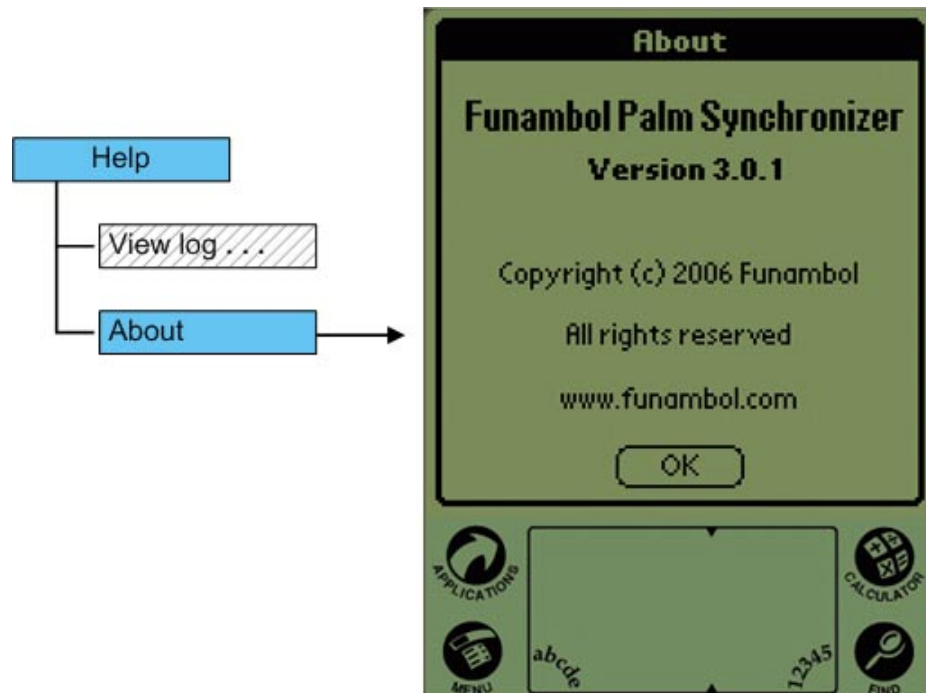 Help
View log . . .
About
About
Funambol Palm Synchronizer
Version 3.0.1
Copyright (c) 2006 Funambol
All rights reserved
www.funambol.com
OK
APPLICATIONS
CALCULATOR
abcde
12345
MENU
FIND